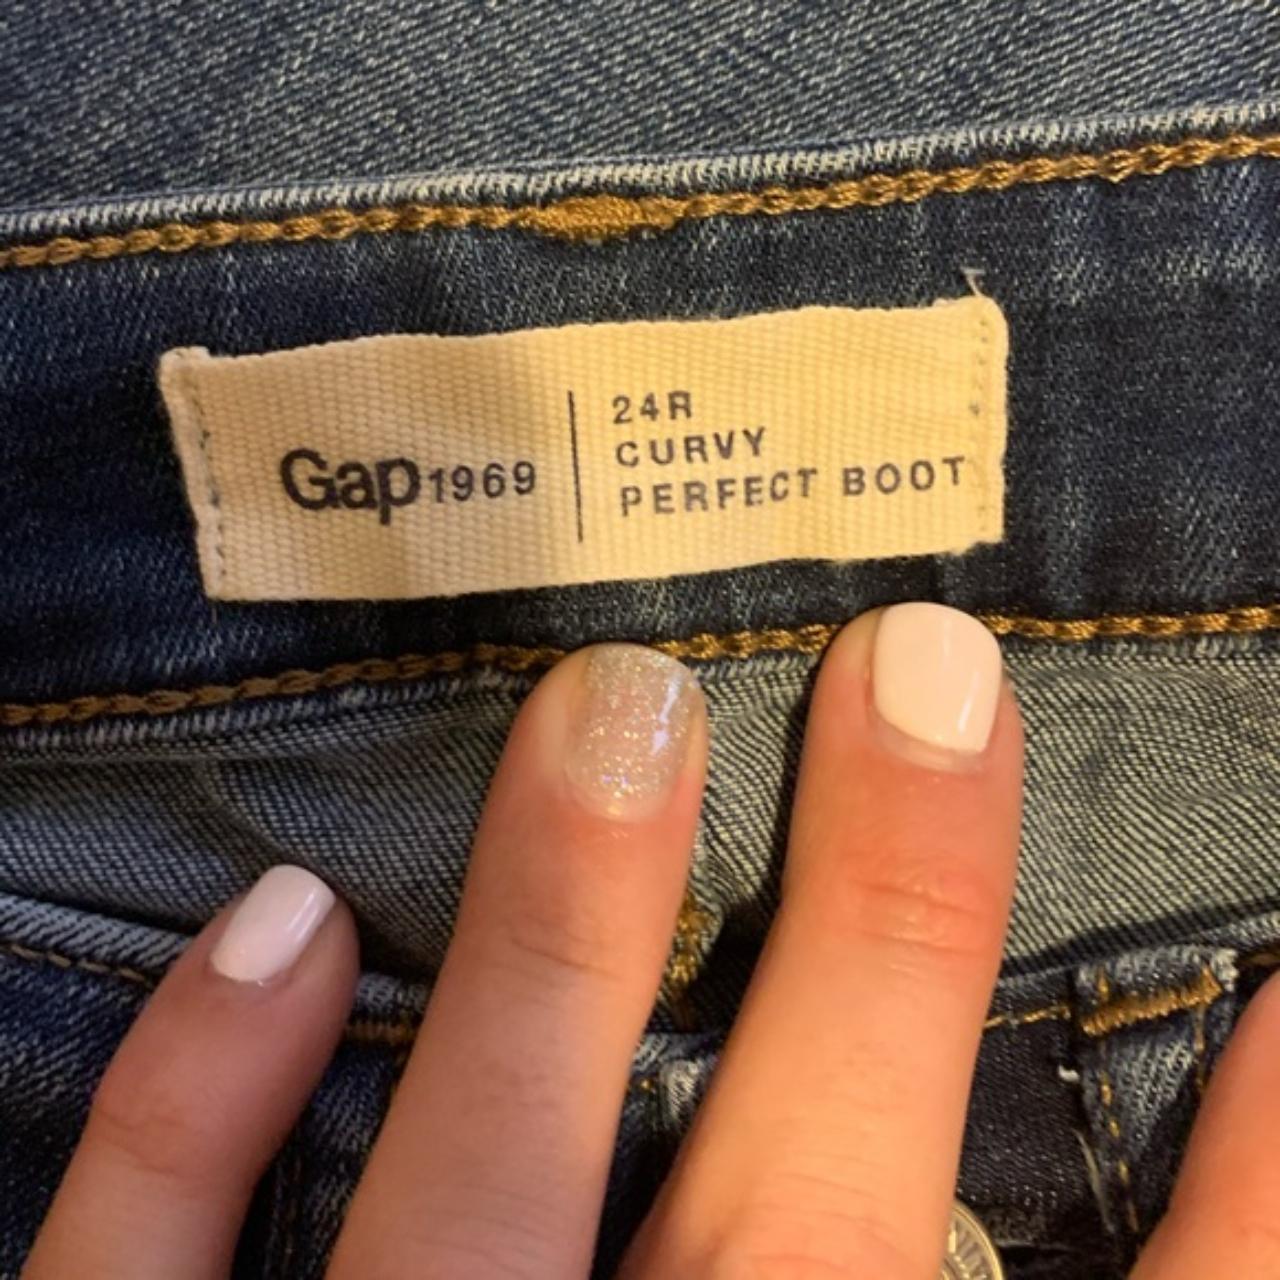 Gap1969
24R
CURVY
PERFECT BOOT